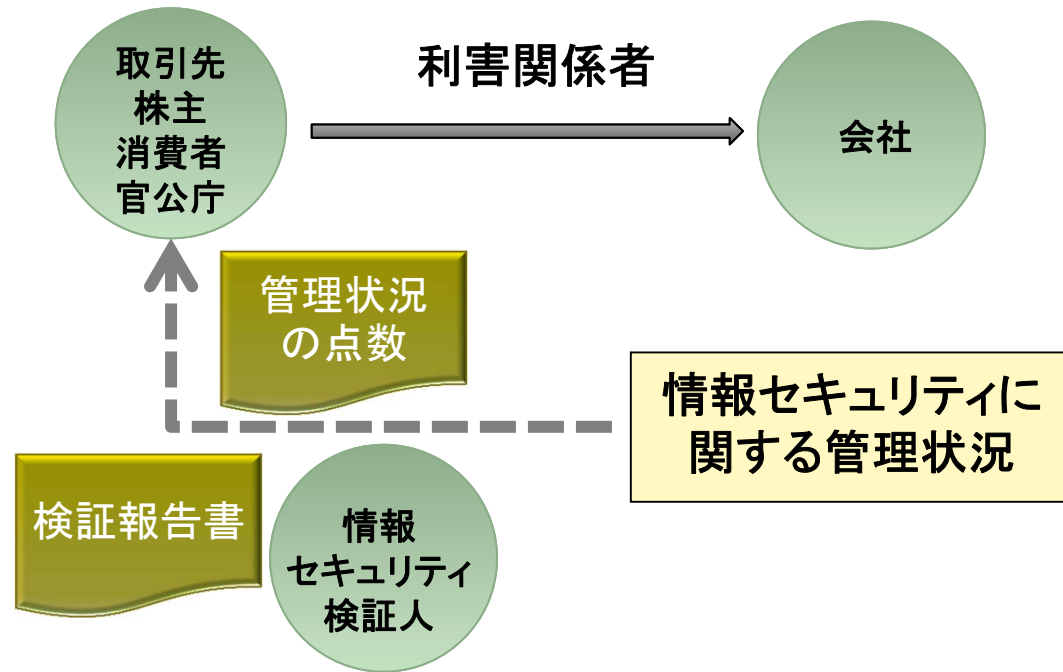 取引先
株主
消費者
官公庁
利害関係者
会社
管理状況
の点数
情報セキュリティに
関する管理状況
検証報告書
情報
セキュリティ
検証人